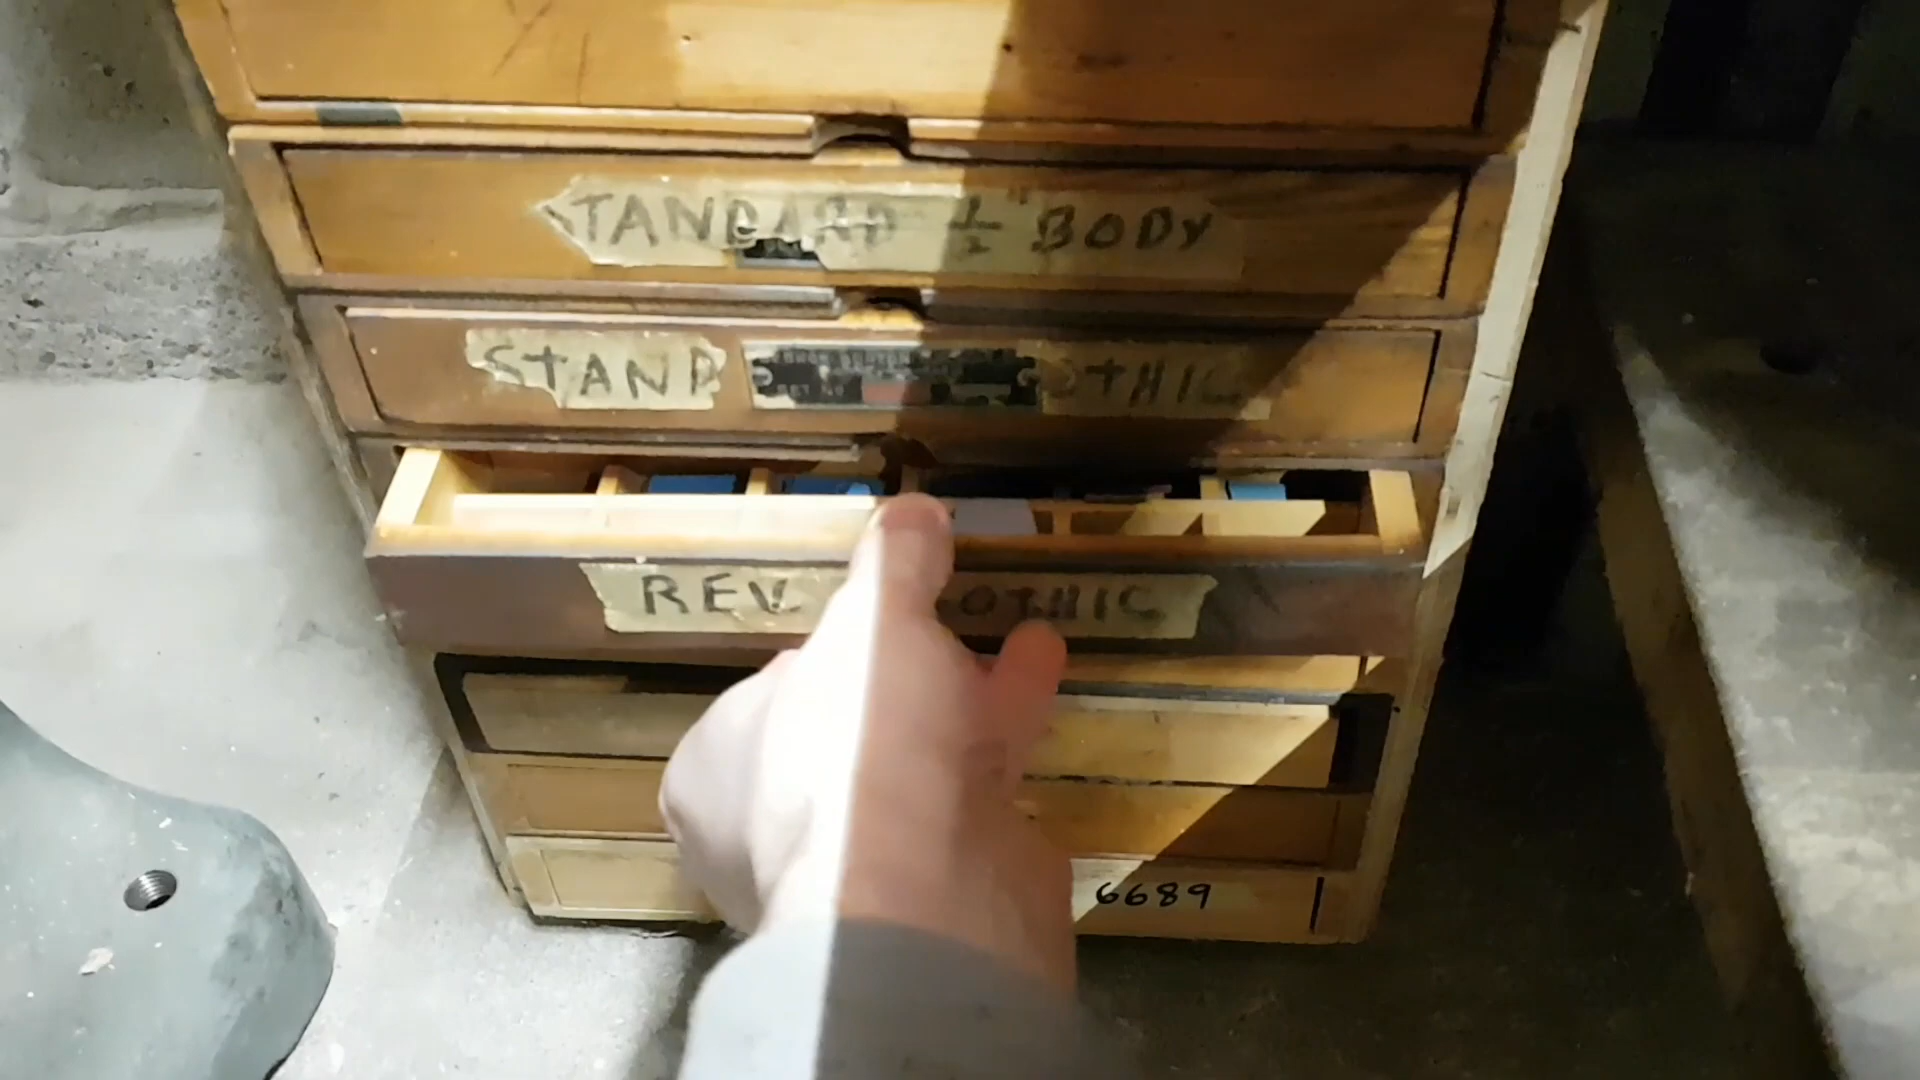 STANDARD 1/2" BODY
STAND OTHIC
REV. OTHIC
6689